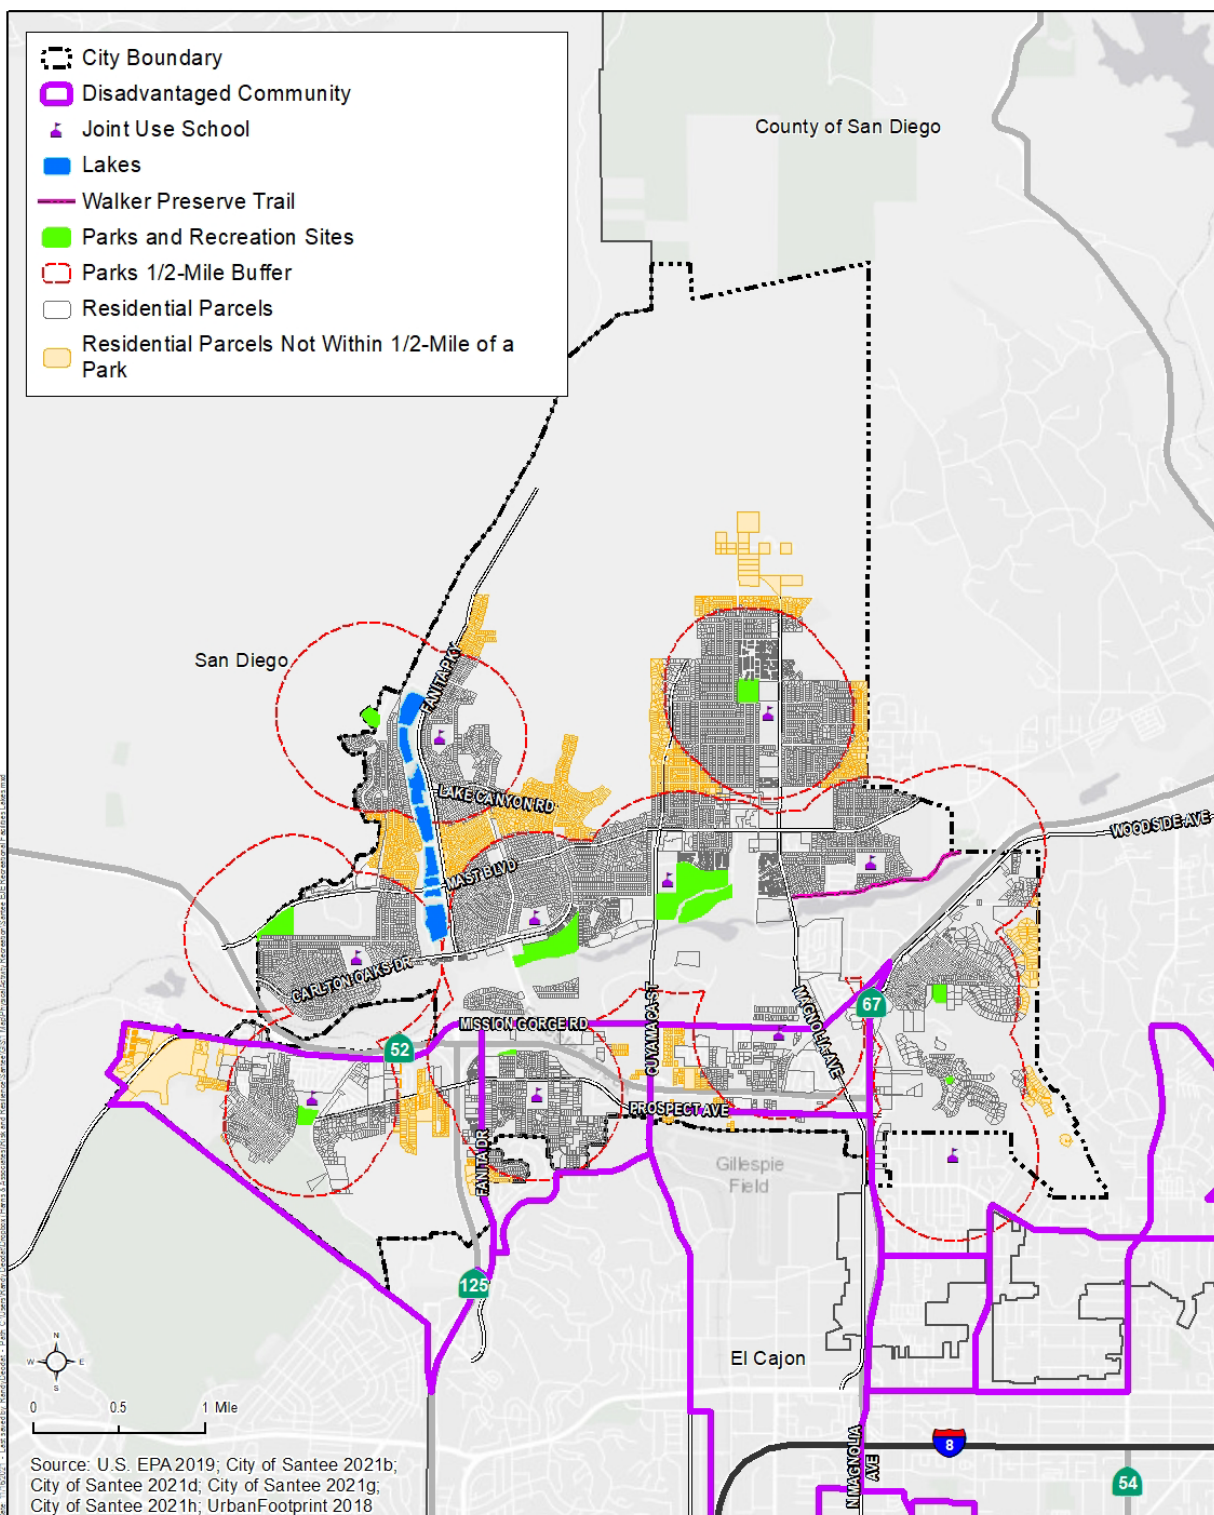 City Boundary
Disadvantaged Community
Joint Use School
Lakes
Walker Preserve Trail
Parks and Recreation Sites
Parks 1/2-Mile Buffer
Residential Parcels
Residential Parcels Not Within 1/2-Mile of a
Park
County of San Diego
San Diego
FANITA PKY
LAKE CANYON RD
WOODSIDE AVE
MAST BLVD
CARLTON OAKS DR
67
MISSION GORGE RD
CUYAMACA ST
MAGNOLIA AVE
52
PROSPECT AVE
FANITA DR
Gillespie
Field
125
El Cajon
N
W E
S
0 0.5 1 Mile
N MAGNOLIA
AVE
8
54
Source: U.S. EPA 2019; City of Santee 2021b;
City of Santee 2021d; City of Santee 2021g;
City of Santee 2021h; UrbanFootprint 2018